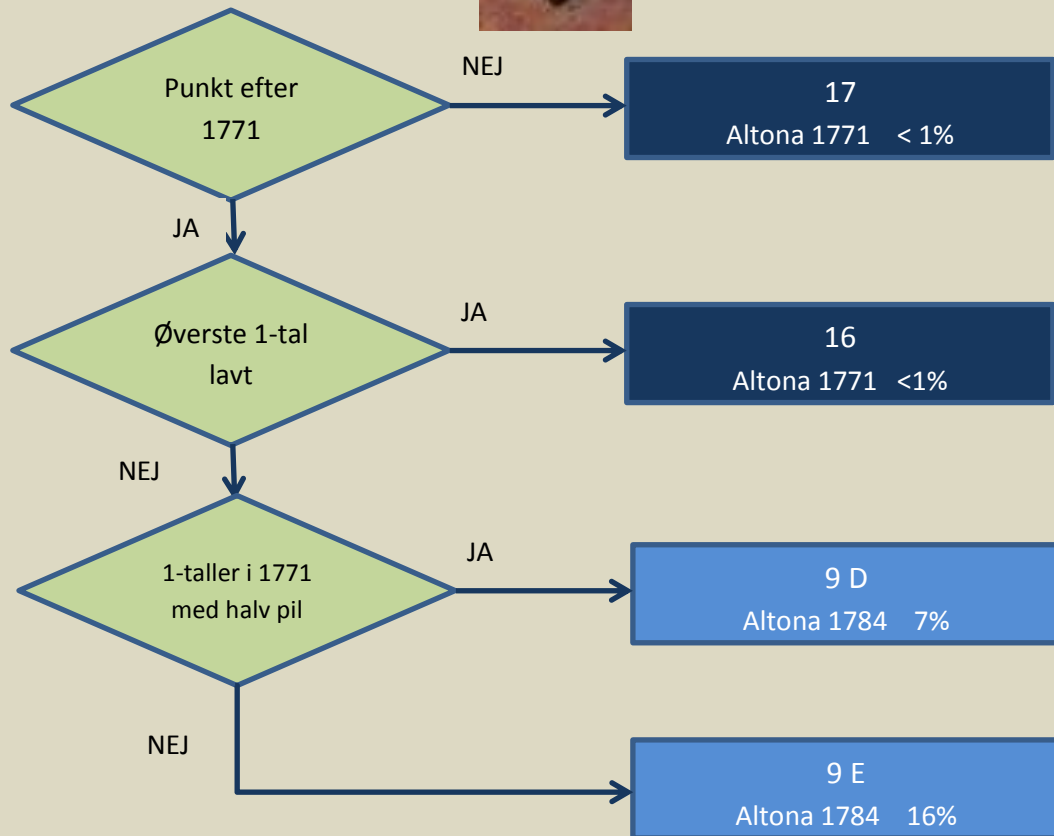 Punkt efter
1771
NEJ
17
Altona 1771 < 1%
JA
Øverste 1-tal
lavt
JA
16
Altona 1771 <1%
NEJ
1-taller i 1771
med halv pil
JA
9 D
Altona 1784 7%
NEJ
9 E
Altona 1784 16%